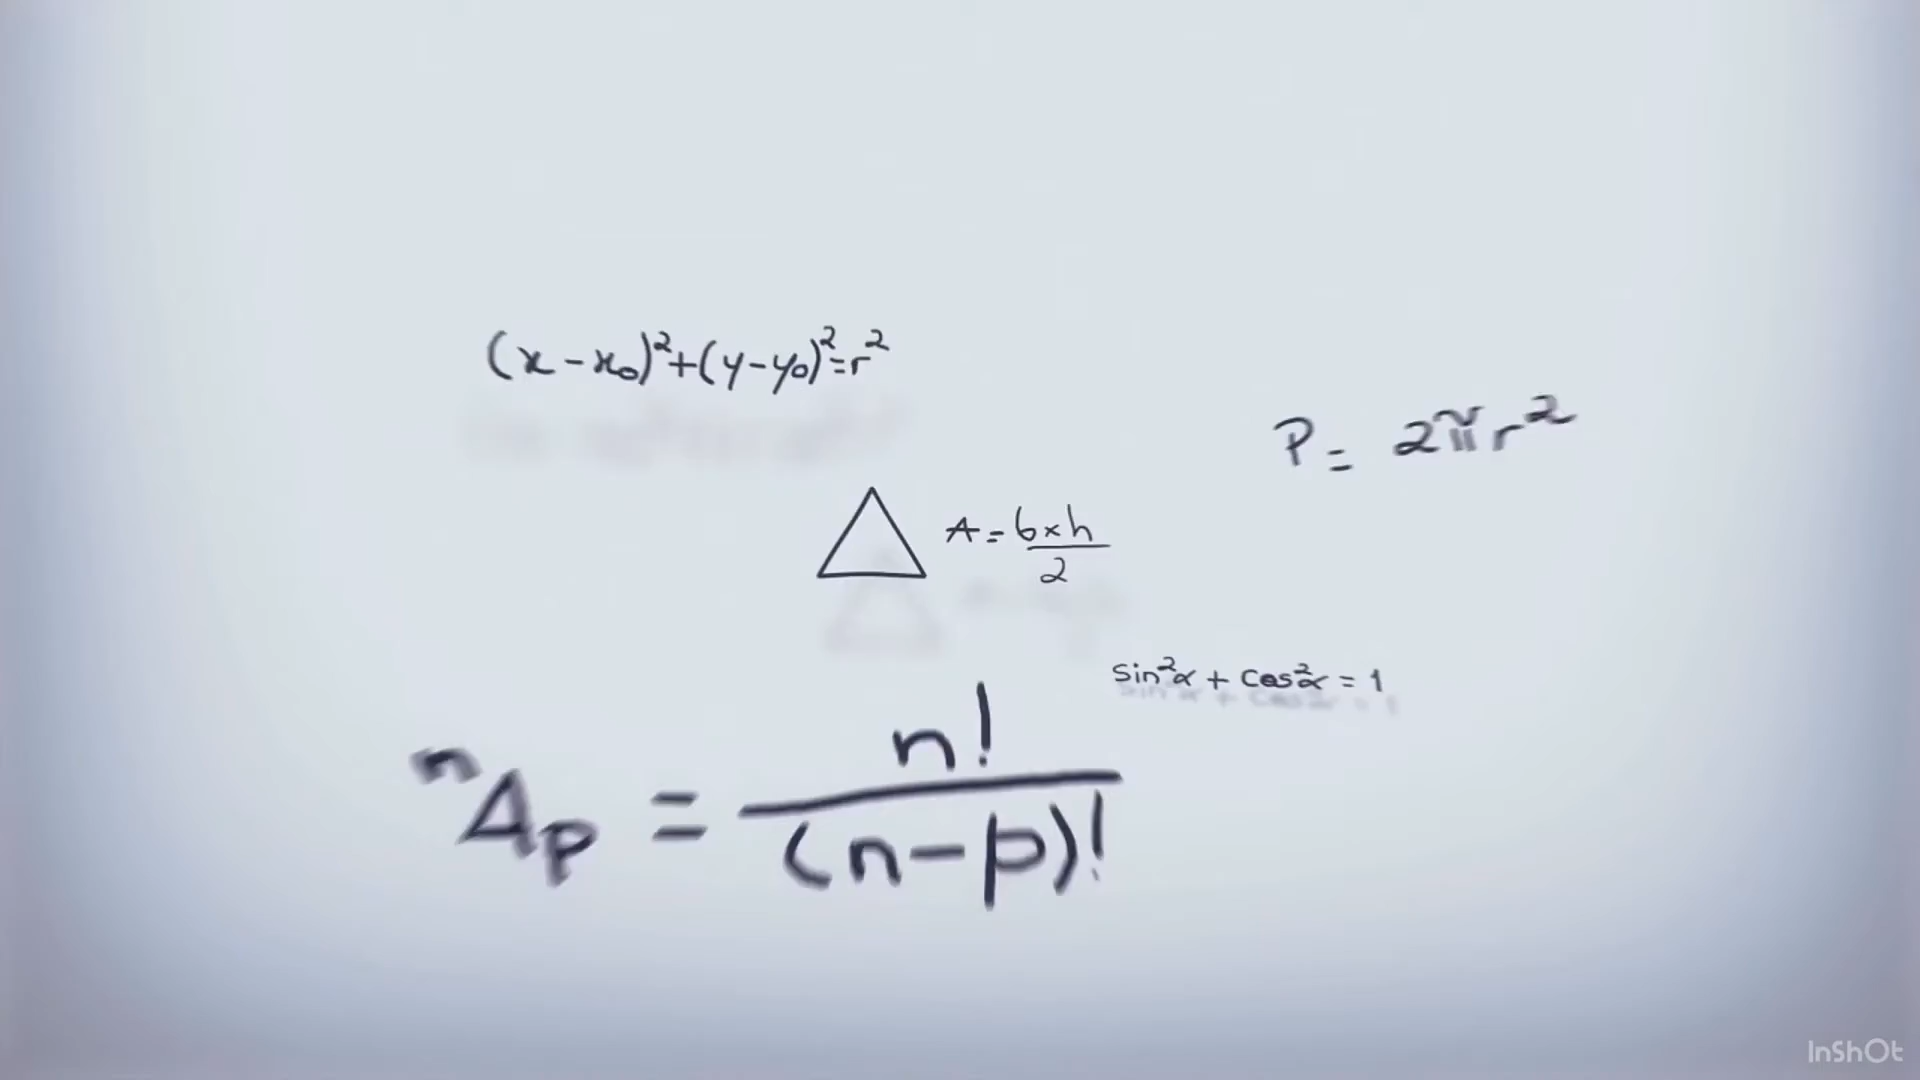 (x-x₀)²+(y-y₀)²=r²
P = 2πr²
A = b×h/2
sin²α + cos²α = 1
ⁿAₚ = n!/(n-p)!
InShOt